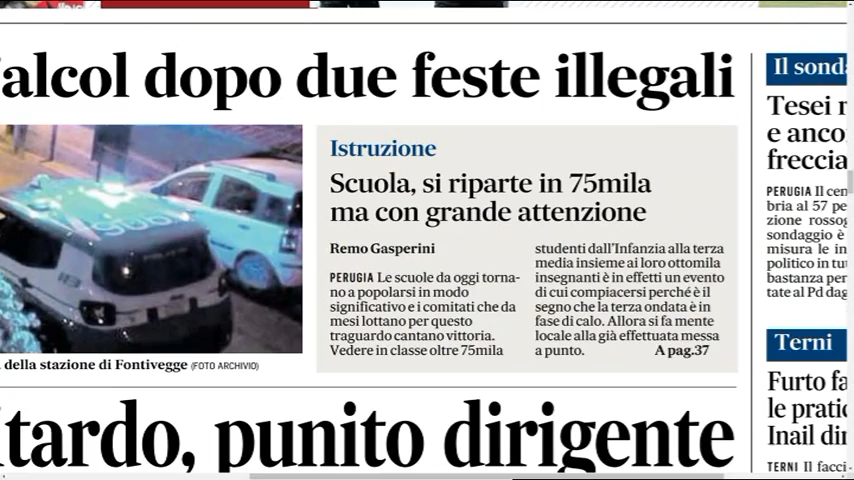 alcol dopo due feste illegali
Istruzione
Scuola, si riparte in 75mila
ma con grande attenzione
Remo Gasperini
PERUGIA Le scuole da oggi torna-
no a popolarsi in modo
significativo e i comitati che da
mesi lottano per questo
traguardo cantano vittoria.
Vedere in classe oltre 75mila
studenti dall'Infanzia alla terza
media insieme ai loro ottomila
insegnanti è in effetti un evento
di cui compiacersi perché è il
segno che la terza ondata è in
fase di calo. Allora si fa mente
locale alla già effettuata messa
a punto. A pag.37
della stazione di Fontivegge (FOTO ARCHIVIO)
tardo, punito dirigente
Il sonda
Tesei
e anco
freccia
PERUGIA Il cen
bria al 57 pe
zione rossog
sondaggio è
misura le in
politico in tut
bastanza per
tate al Pd dag
Terni
Furto fa
le pratic
Inail dir
TERNI Il facci